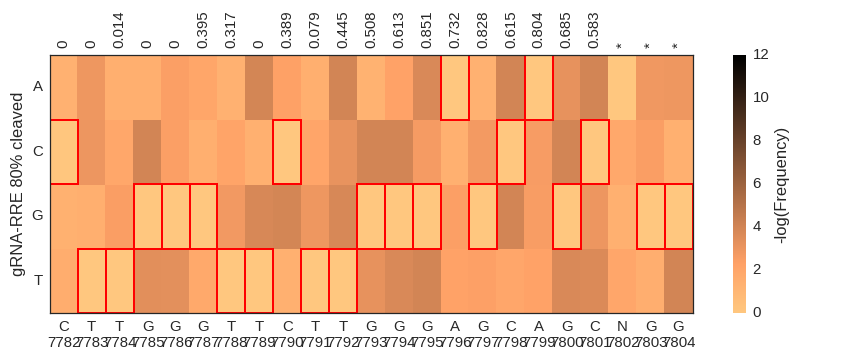 0 0 0.014 0 0 0.395 0.317 0 0.389 0.079 0.445 0.508 0.613 0.851 0.732 0.828 0.615 0.804 0.685 0.583 * * *
gRNA-RRE 80% cleaved
A
C
G
T
C T T G G G T T C T T G G G A G C A G C N G G
7782 7783 7784 7785 7786 7787 7788 7789 7790 7791 7792 7793 7794 7795 7796 7797 7798 7799 7800 7801 7802 7803 7804
12
10
8
6
4
2
0
-log(Frequency)